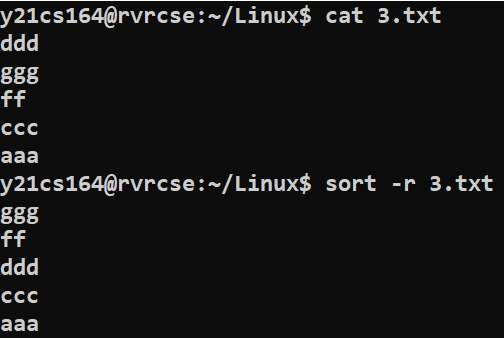 y21cs164@rvrcse:~/Linux$ cat 3.txt
ddd
ggg
ff
ccc
aaa
y21cs164@rvrcse:~/Linux$ sort -r 3.txt
ggg
ff
ddd
ccc
aaa